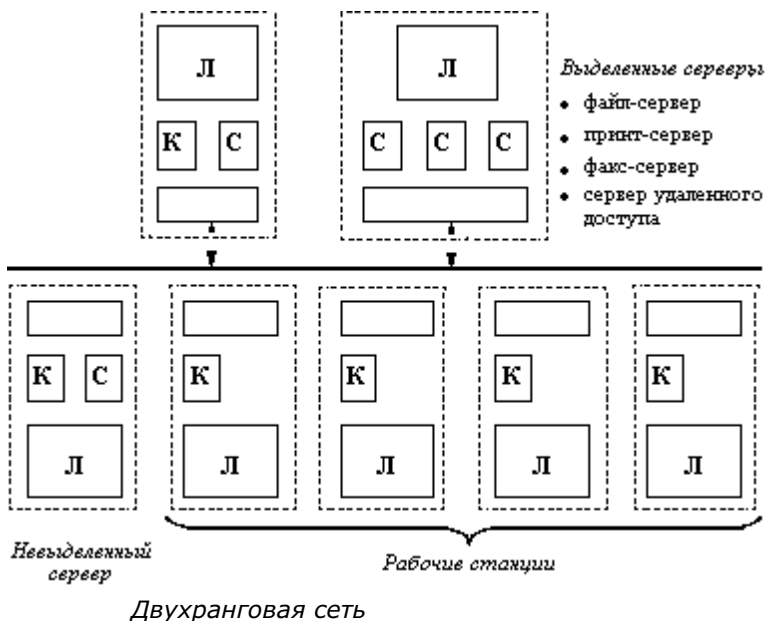 Л
Л
К С
С С С
Выделенные серверы
• файл-сервер
• принт-сервер
• факс-сервер
• сервер удаленного
доступа
К С
К
К
К
К
Л
Л
Л
Л
Л
Невыделенный
сервер
Рабочие станции
Двухранговая сеть